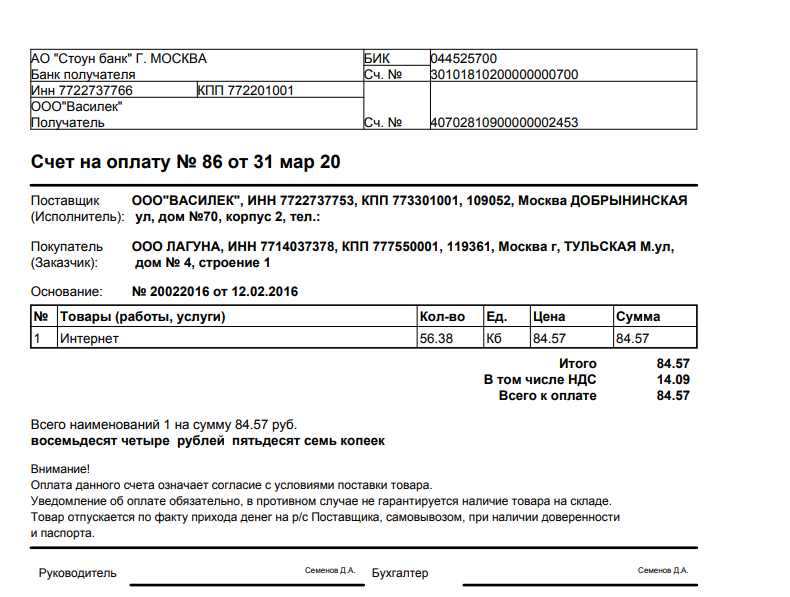 АО "Стоун банк" Г. МОСКВА БИК 044525700
Банк получателя Сч. № 30101810200000000700
Инн 7722737766 КПП 772201001
ООО"Василек"
Получатель Сч. № 40702810900000002453
Счет на оплату № 86 от 31 мар 20
Поставщик ООО"ВАСИЛЕК", ИНН 7722737753, КПП 773301001, 109052, Москва ДОБРЫНИНСКАЯ
(Исполнитель): ул, дом №70, корпус 2, тел.:
Покупатель ООО ЛАГУНА, ИНН 7714037378, КПП 777550001, 119361, Москва г, ТУЛЬСКАЯ М.ул,
(Заказчик): дом № 4, строение 1
Основание: № 20022016 от 12.02.2016
№ Товары (работы, услуги) Кол-во Ед. Цена Сумма
1 Интернет 56.38 Кб 84.57 84.57
Итого 84.57
В том числе НДС 14.09
Всего к оплате 84.57
Всего наименований 1 на сумму 84.57 руб.
восемьдесят четыре рублей пятьдесят семь копеек
Внимание!
Оплата данного счета означает согласие с условиями поставки товара.
Уведомление об оплате обязательно, в противном случае не гарантируется наличие товара на складе.
Товар отпускается по факту прихода денег на р/с Поставщика, самовывозом, при наличии доверенности
и паспорта.
Руководитель Семенов Д.А. Бухгалтер Семенов Д.А.